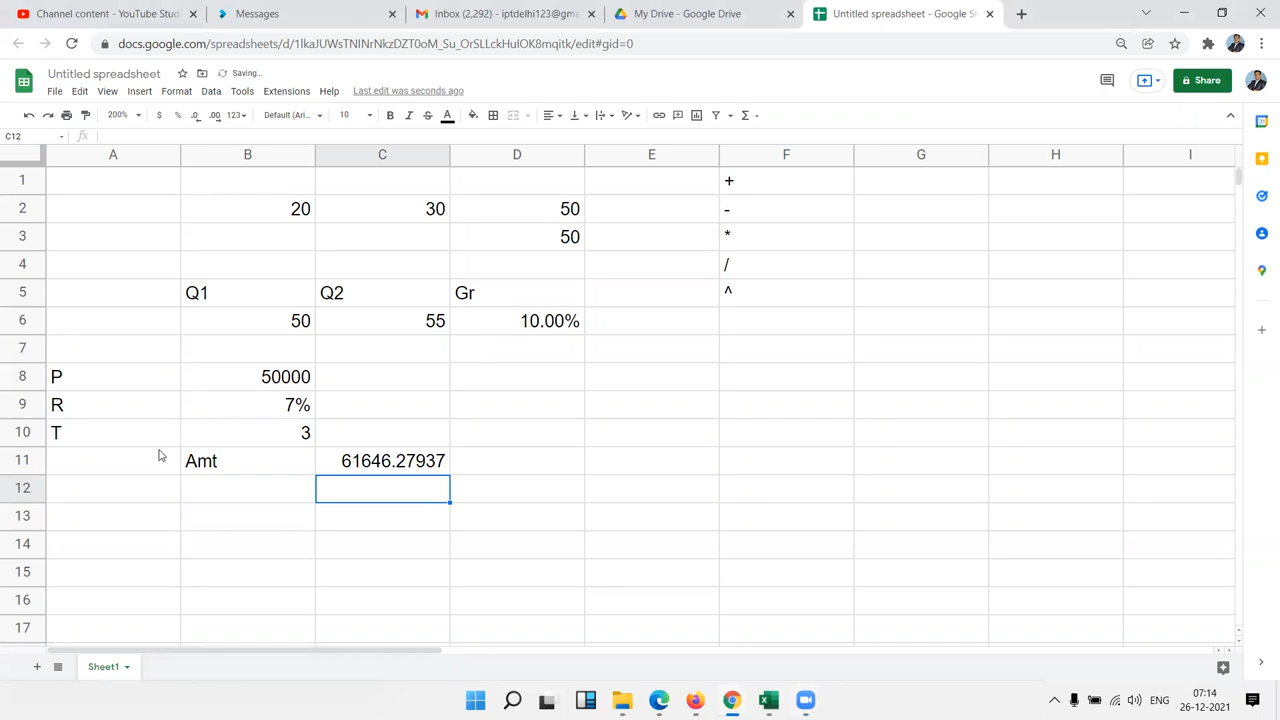 Channel content - YouTube Stud
Messages
Inbox (2,292) - iptdelhi123@gm
My Drive - Google Drive
Untitled spreadsheet - Google S
docs.google.com/spreadsheets/d/1lkaJUWsTNINrNkzDZT0oM_Su_OrSLLckHuIOK8mqitk/edit#gid=0
Untitled spreadsheet
Saving...
File Edit View Insert Format Data Tools Extensions Help Last edit was seconds ago
Share
200% $ % .0 .00 123 Default (Ari... 10 B I S A Σ
C12 fx
A B C D E F G H I
1 +
2 20 30 50 -
3 50 *
4 /
5 Q1 Q2 Gr ^
6 50 55 10.00%
7
8 P 50000
9 R 7%
10 T 3
11 Amt 61646.27937
12
13
14
15
16
17
Sheet1
ENG
07:14
26-12-2021